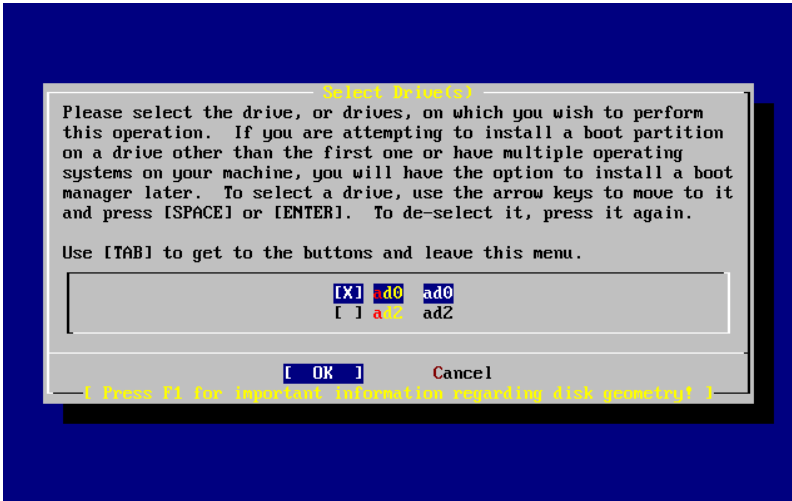 Select Drive(s)
Please select the drive, or drives, on which you wish to perform
this operation.  If you are attempting to install a boot partition
on a drive other than the first one or have multiple operating
systems on your machine, you will have the option to install a boot
manager later.  To select a drive, use the arrow keys to move to it
and press [SPACE] or [ENTER].  To de-select it, press it again.
Use [TAB] to get to the buttons and leave this menu.
[X] ad0  ad0
[ ] ad2  ad2
[  OK  ]       Cancel
[ Press F1 for important information regarding disk geometry! ]